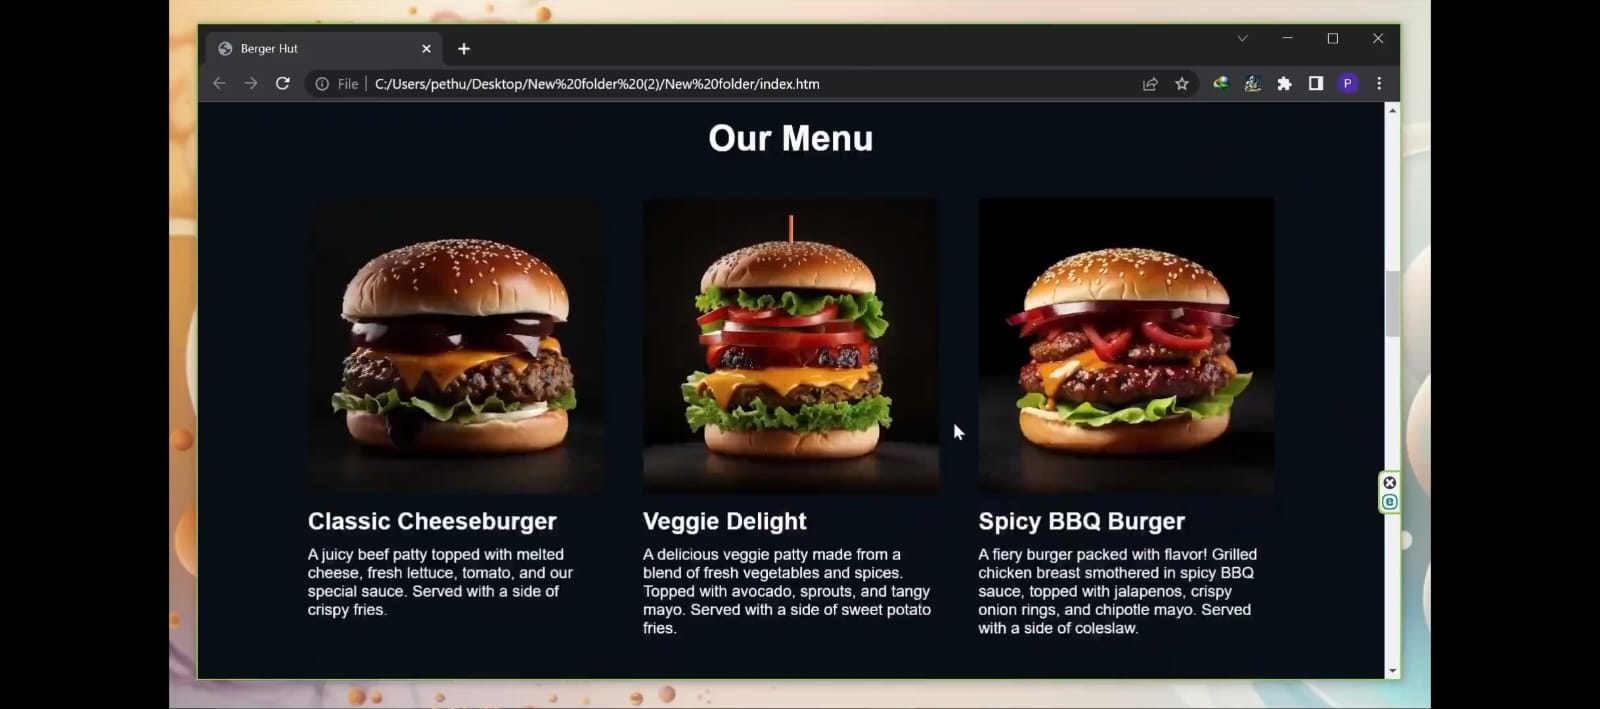 Berger Hut
File
C:/Users/pethu/Desktop/New%20folder%20(2)/New%20folder/index.htm
P
Our Menu
Classic Cheeseburger
A juicy beef patty topped with melted
cheese, fresh lettuce, tomato, and our
special sauce. Served with a side of
crispy fries.
Veggie Delight
A delicious veggie patty made from a
blend of fresh vegetables and spices.
Topped with avocado, sprouts, and tangy
mayo. Served with a side of sweet potato
fries.
Spicy BBQ Burger
A fiery burger packed with flavor! Grilled
chicken breast smothered in spicy BBQ
sauce, topped with jalapenos, crispy
onion rings, and chipotle mayo. Served
with a side of coleslaw.